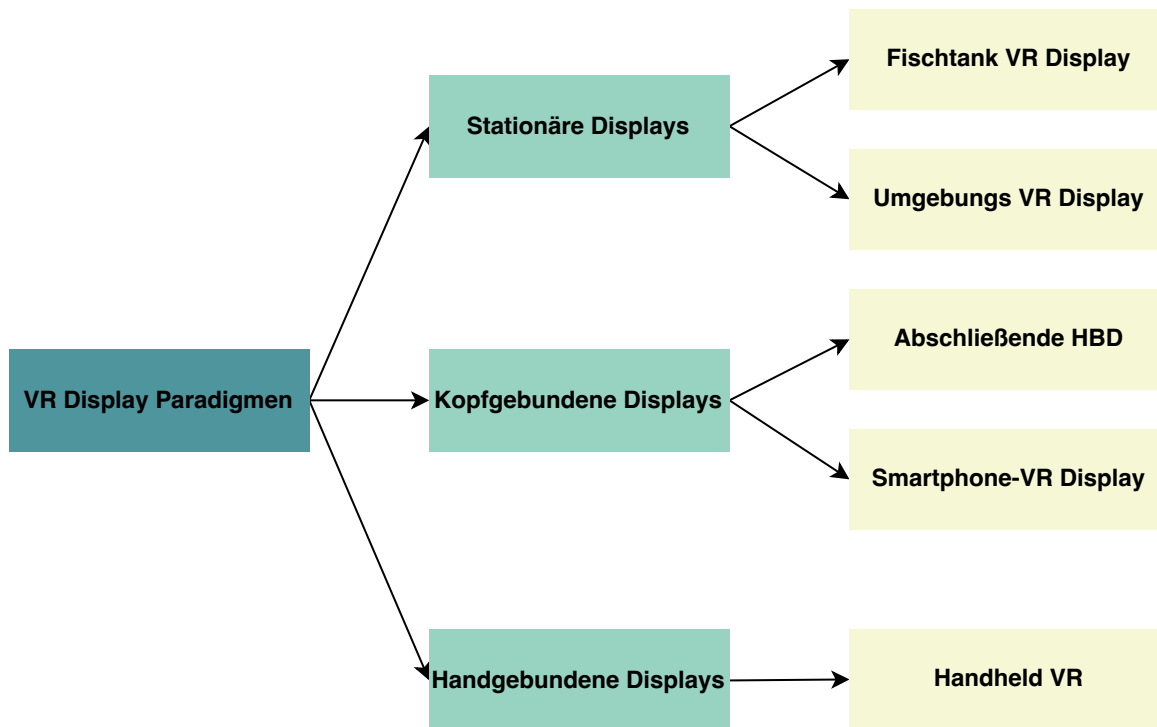 Fischtank VR Display
Stationäre Displays
Umgebungs VR Display
Abschließende HBD
VR Display Paradigmen
Kopfgebundene Displays
Smartphone-VR Display
Handgebundene Displays
Handheld VR